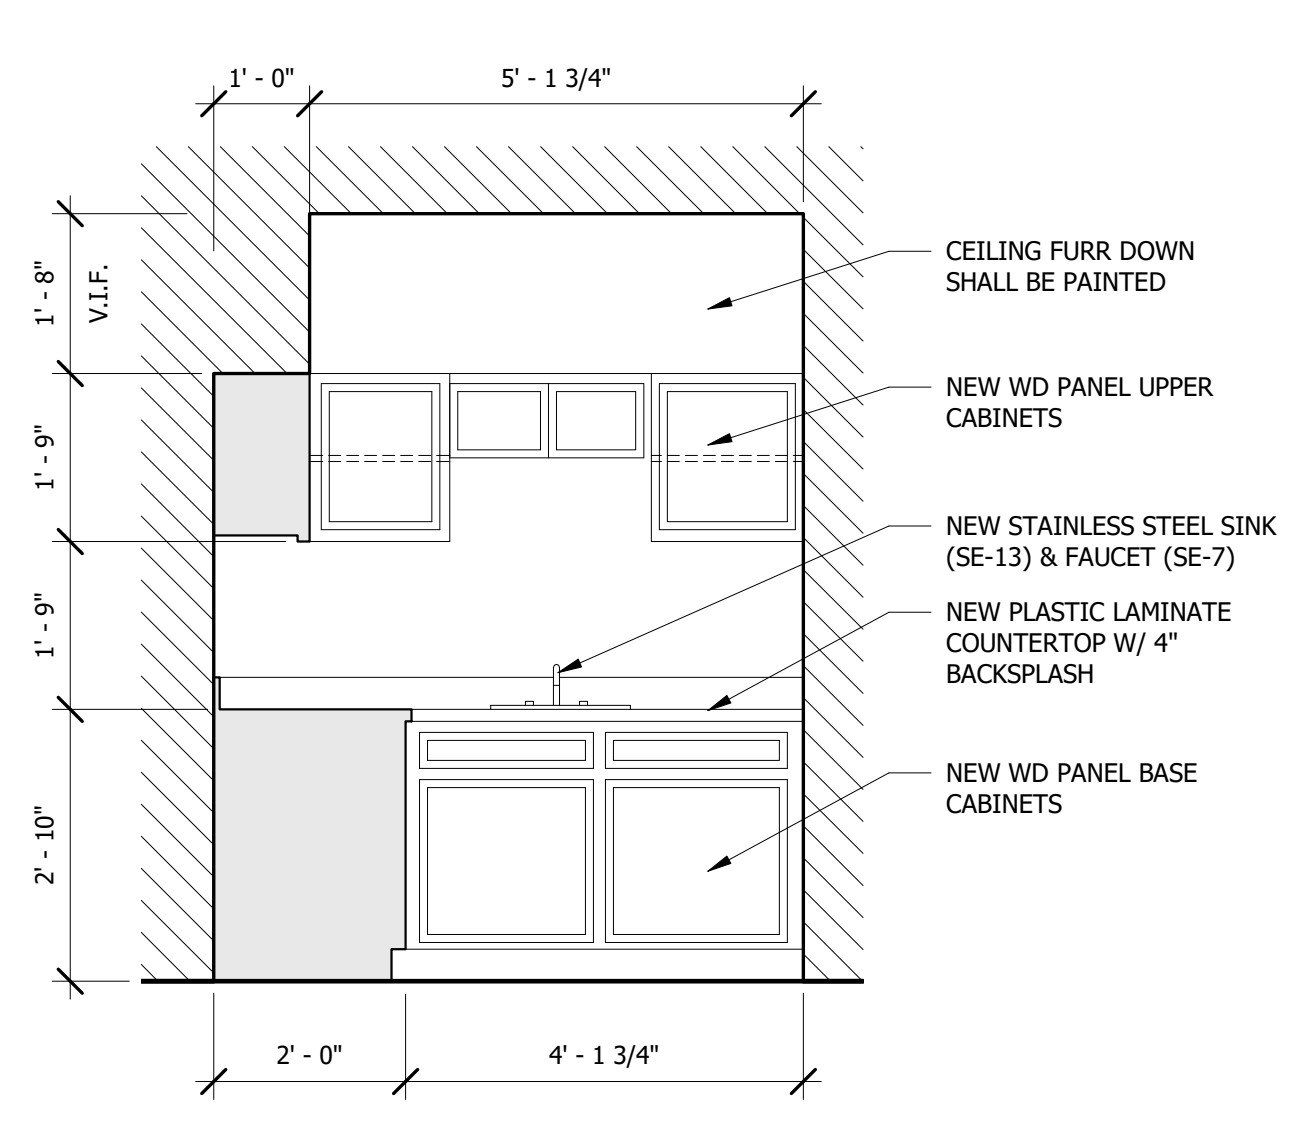 1' - 0"
5' - 1 3/4"
1' - 8"
V.I.F.
CEILING FURR DOWN
SHALL BE PAINTED
NEW WD PANEL UPPER
CABINETS
1' - 9"
NEW STAINLESS STEEL SINK
(SE-13) & FAUCET (SE-7)
1' - 9"
NEW PLASTIC LAMINATE
COUNTERTOP W/ 4"
BACKSPLASH
NEW WD PANEL BASE
CABINETS
2' - 10"
2' - 0"
4' - 1 3/4"